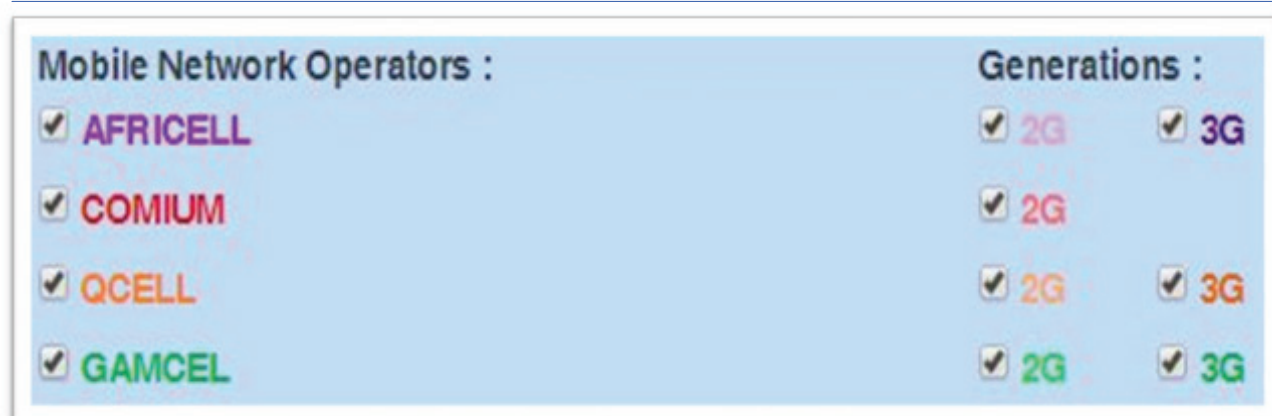 Mobile Network Operators : Generations :
AFRICELL 2G 3G
COMIUM 2G
QCELL 2G 3G
GAMCEL 2G 3G